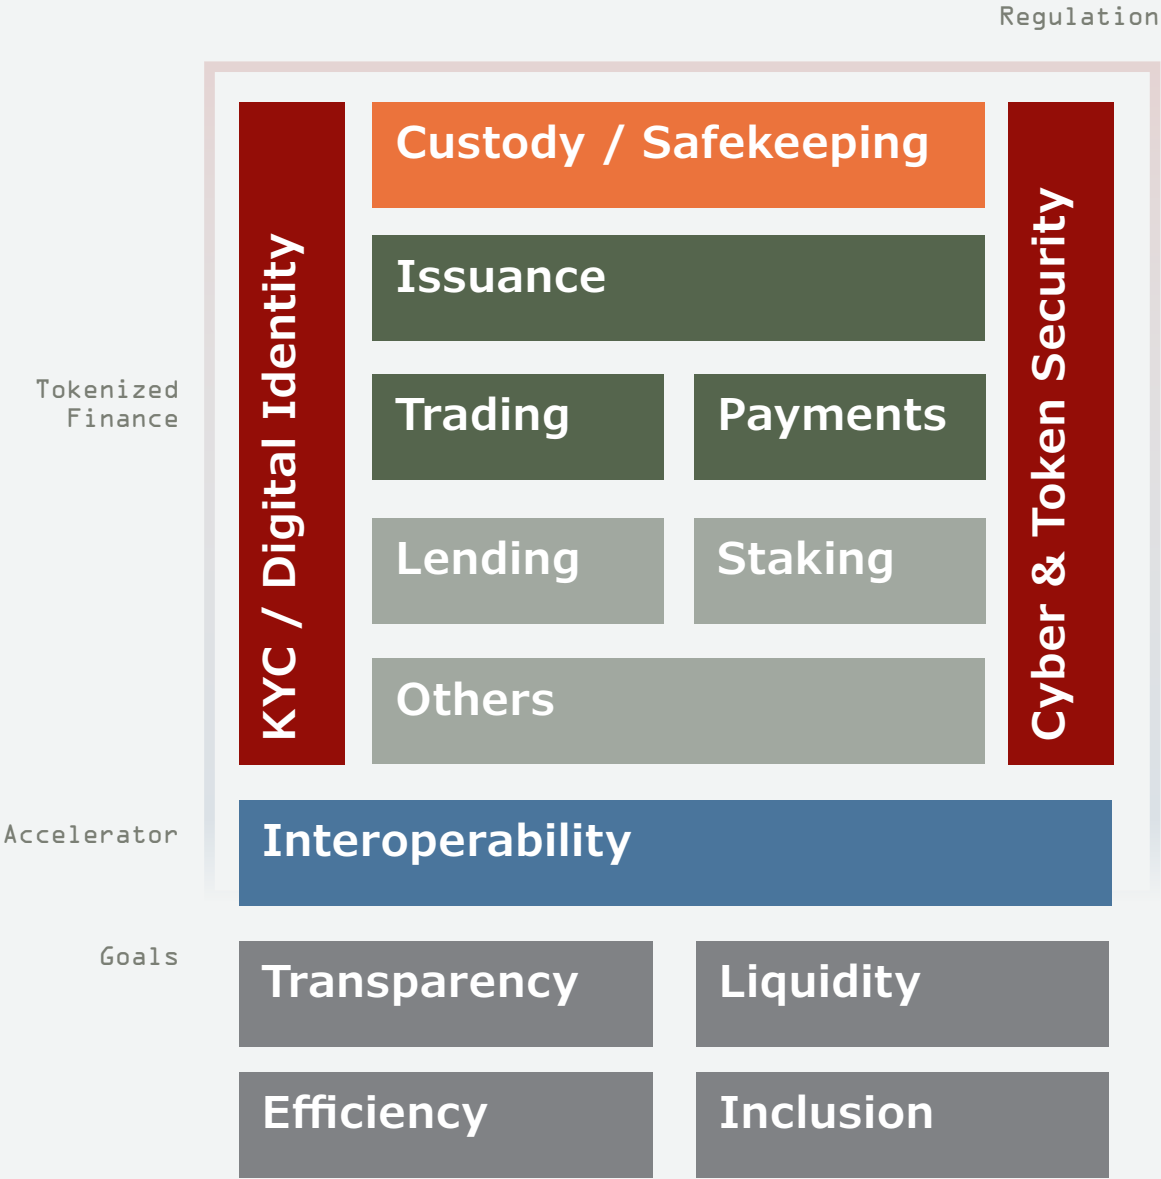 Regulation
KYC / Digital Identity
Custody / Safekeeping
Cyber & Token Security
Issuance
Tokenized
Finance
Trading
Payments
Lending
Staking
Others
Accelerator
Interoperability
Goals
Transparency
Liquidity
Efficiency
Inclusion